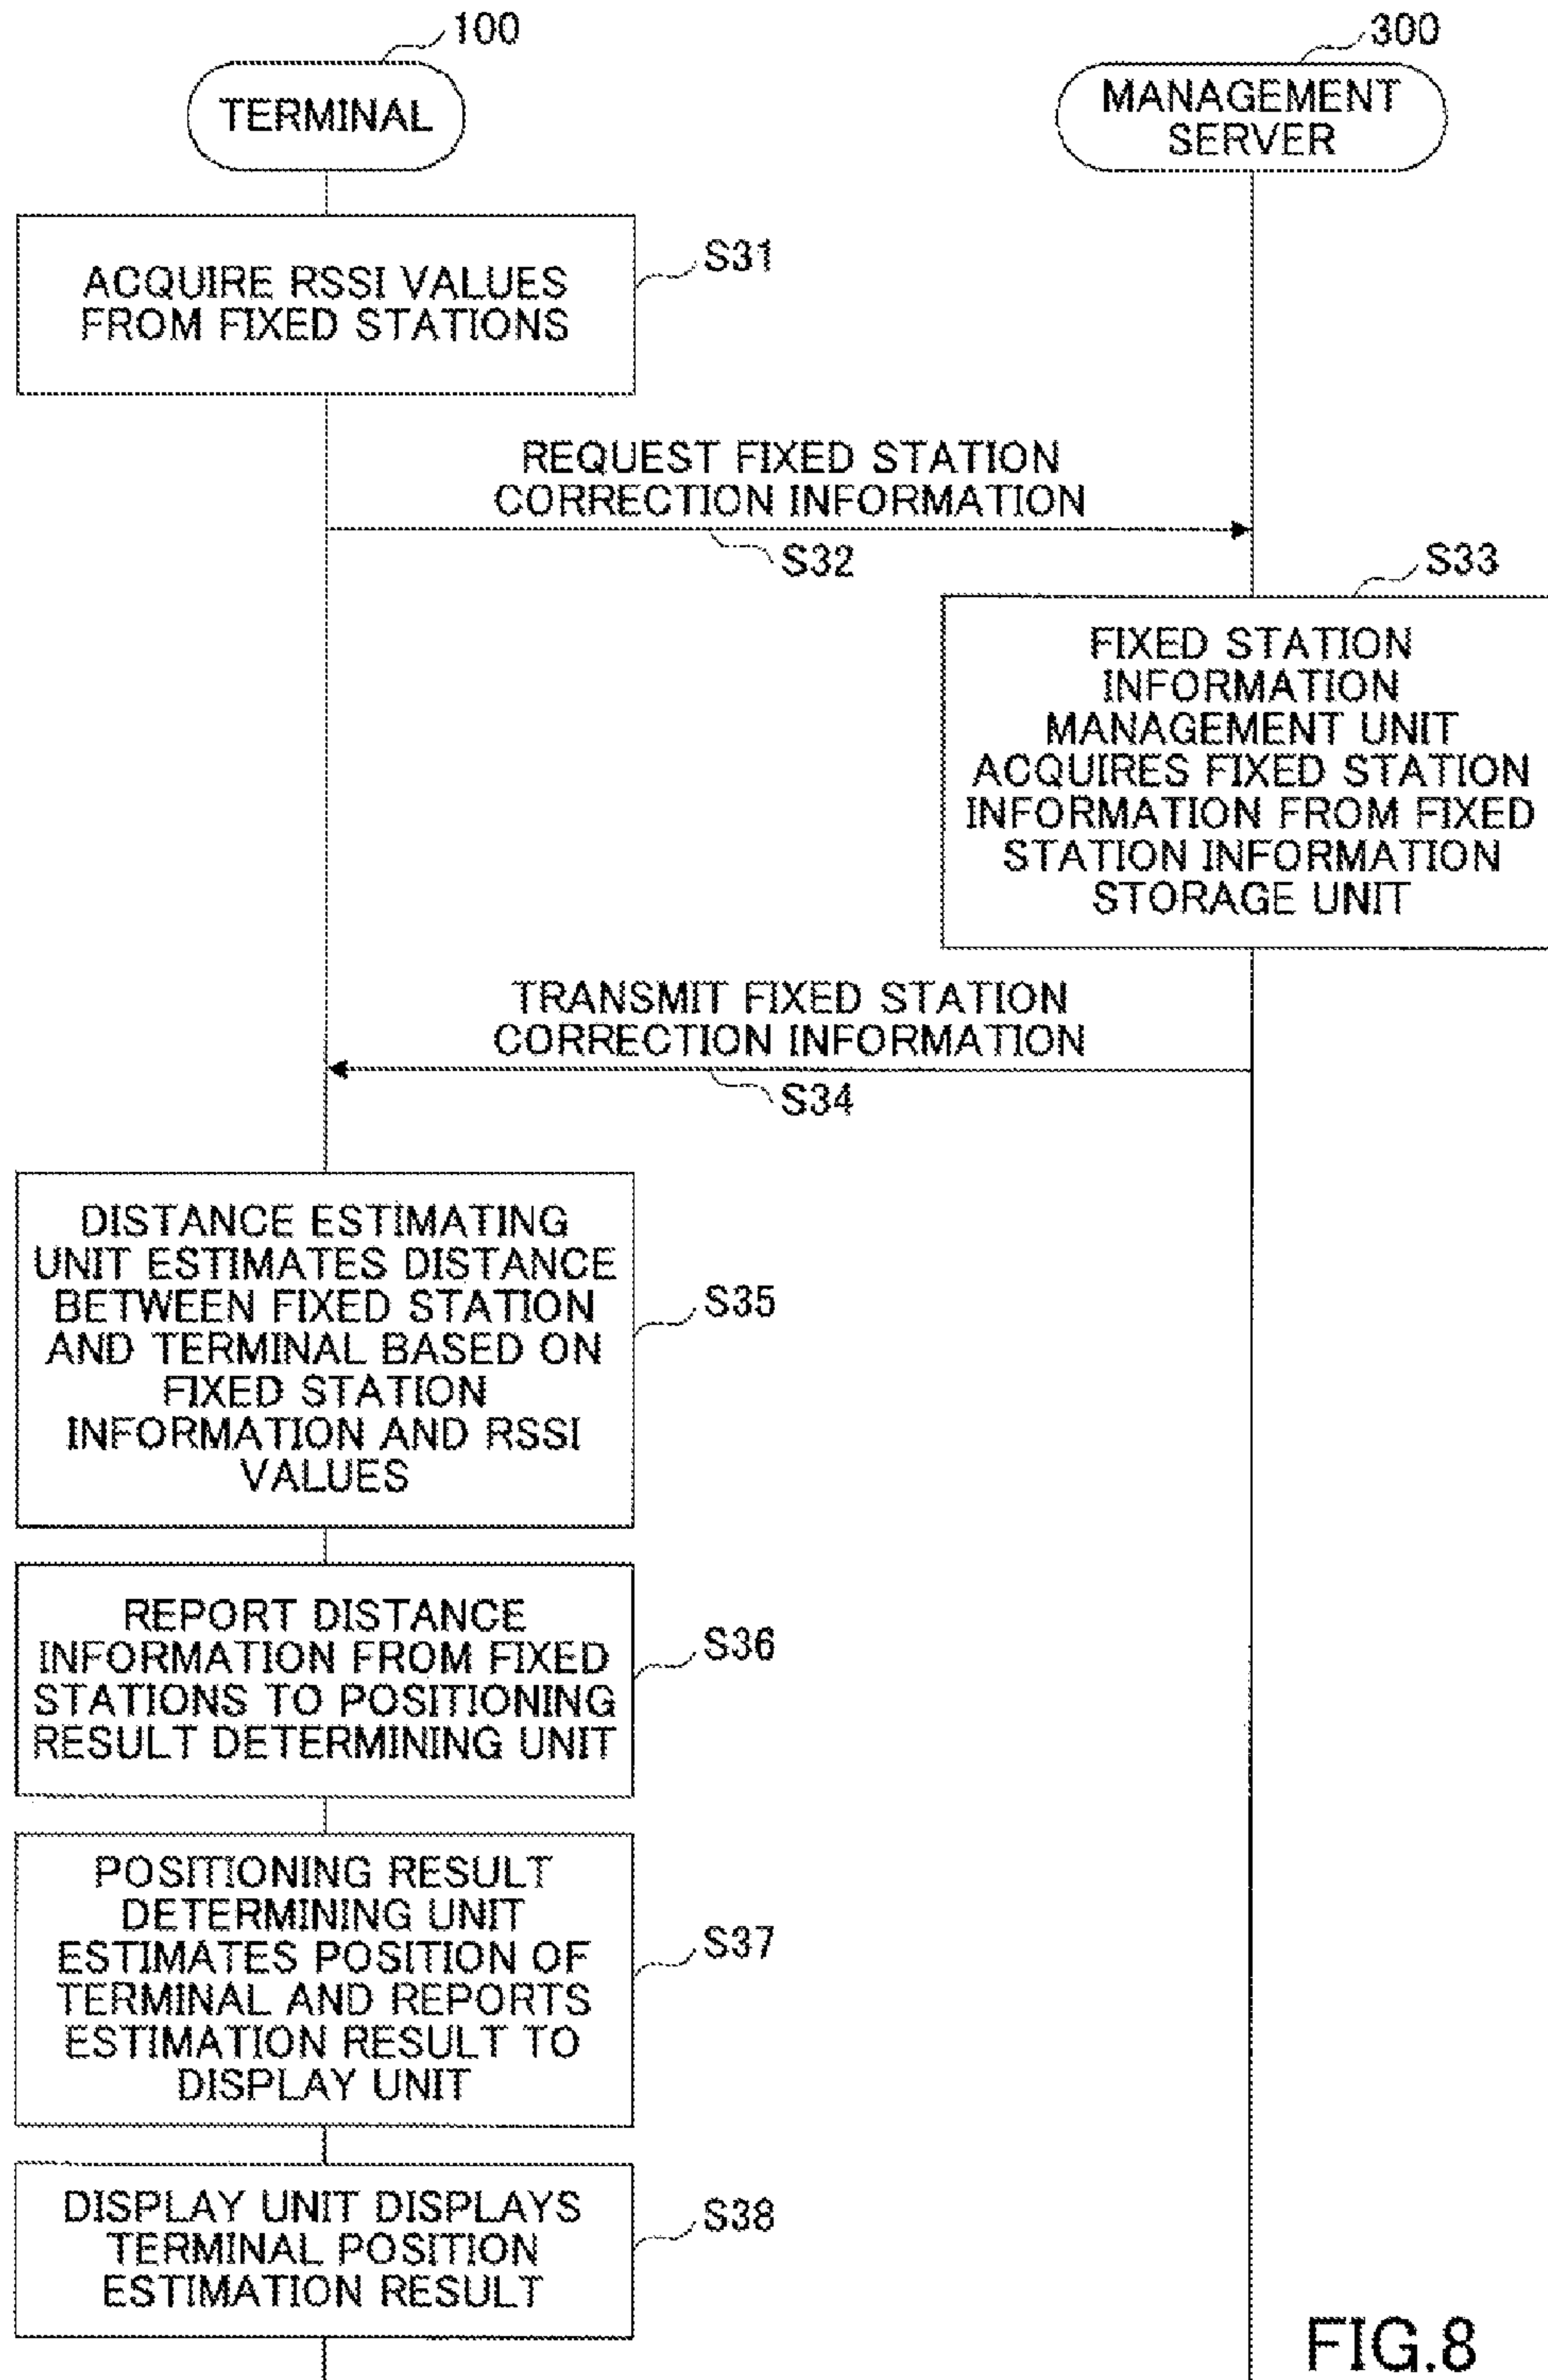 100
TERMINAL
300
MANAGEMENT
SERVER
S31
ACQUIRE RSSI VALUES
FROM FIXED STATIONS
REQUEST FIXED STATION
CORRECTION INFORMATION
S32
S33
FIXED STATION
INFORMATION
MANAGEMENT UNIT
ACQUIRES FIXED STATION
INFORMATION FROM FIXED
STATION INFORMATION
STORAGE UNIT
TRANSMIT FIXED STATION
CORRECTION INFORMATION
S34
DISTANCE ESTIMATING
UNIT ESTIMATES DISTANCE
BETWEEN FIXED STATION
AND TERMINAL BASED ON
FIXED STATION
INFORMATION AND RSSI
VALUES
S35
REPORT DISTANCE
INFORMATION FROM FIXED
STATIONS TO POSITIONING
RESULT DETERMINING UNIT
S36
POSITIONING RESULT
DETERMINING UNIT
ESTIMATES POSITION OF
TERMINAL AND REPORTS
ESTIMATION RESULT TO
DISPLAY UNIT
S37
DISPLAY UNIT DISPLAYS
TERMINAL POSITION
ESTIMATION RESULT
S38
FIG.8